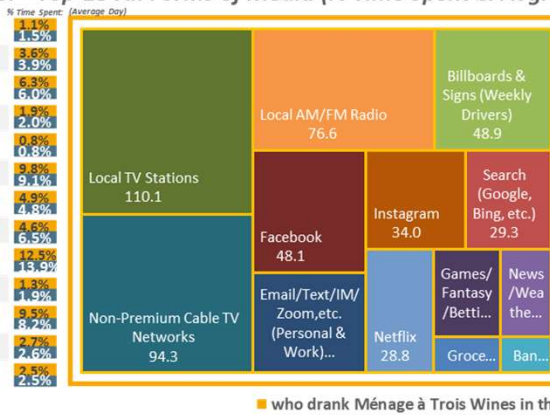 % Time Spent: (Average Day)
1.1%
1.5%
3.6%
3.9%
6.3%
6.0%
1.9%
2.0%
0.8%
0.8%
9.8%
9.1%
4.9%
4.8%
4.6%
6.5%
12.5%
13.9%
1.3%
1.9%
9.5%
8.2%
2.7%
2.6%
2.5%
2.5%
Local TV Stations
110.1
Non-Premium Cable TV
Networks
94.3
Local AM/FM Radio
76.6
Billboards &
Signs (Weekly
Drivers)
48.9
Facebook
48.1
Instagram
34.0
Search
(Google,
Bing, etc.)
29.3
Email/Text/IM/
Zoom,etc.
(Personal &
Work)...
Netflix
28.8
Games/
Fantasy
/Betti...
News
/Wea
the...
Groce...
Ban...
who drank Ménage à Trois Wines in th